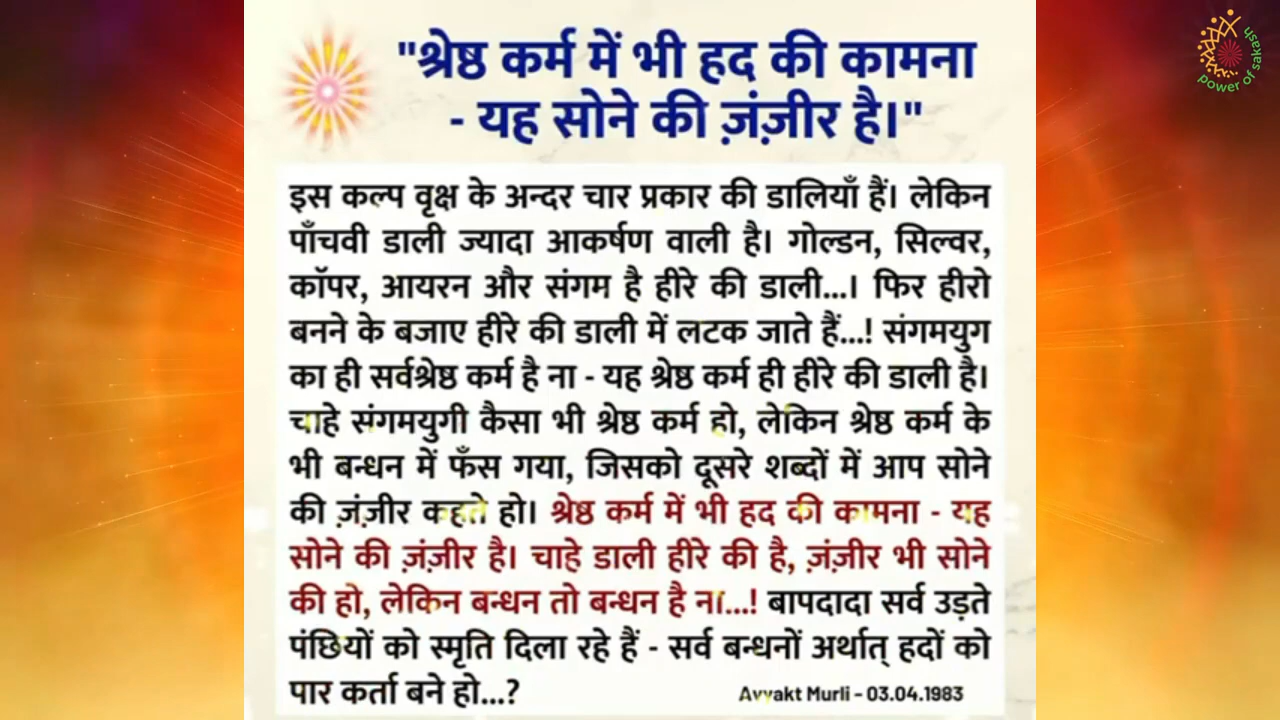 "श्रेष्ठ कर्म में भी हद की कामना
- यह सोने की ज़ंज़ीर है।"
power of sakash
इस कल्प वृक्ष के अन्दर चार प्रकार की डालियाँ हैं। लेकिन
पाँचवी डाली ज्यादा आकर्षण वाली है। गोल्डन, सिल्वर,
कॉपर, आयरन और संगम है हीरे की डाली...। फिर हीरो
बनने के बजाए हीरे की डाली में लटक जाते हैं...! संगमयुग
का ही सर्वश्रेष्ठ कर्म है ना - यह श्रेष्ठ कर्म ही हीरे की डाली है।
चाहे संगमयुगी कैसा भी श्रेष्ठ कर्म हो, लेकिन श्रेष्ठ कर्म के
भी बन्धन में फँस गया, जिसको दूसरे शब्दों में आप सोने
की ज़ंज़ीर कहते हो। श्रेष्ठ कर्म में भी हद की कामना - यह
सोने की ज़ंज़ीर है। चाहे डाली हीरे की है, ज़ंज़ीर भी सोने
की हो, लेकिन बन्धन तो बन्धन है ना...! बापदादा सर्व उड़ते
पंछियों को स्मृति दिला रहे हैं - सर्व बन्धनों अर्थात् हदों को
पार कर्ता बने हो...?
Avyakt Murli - 03.04.1983